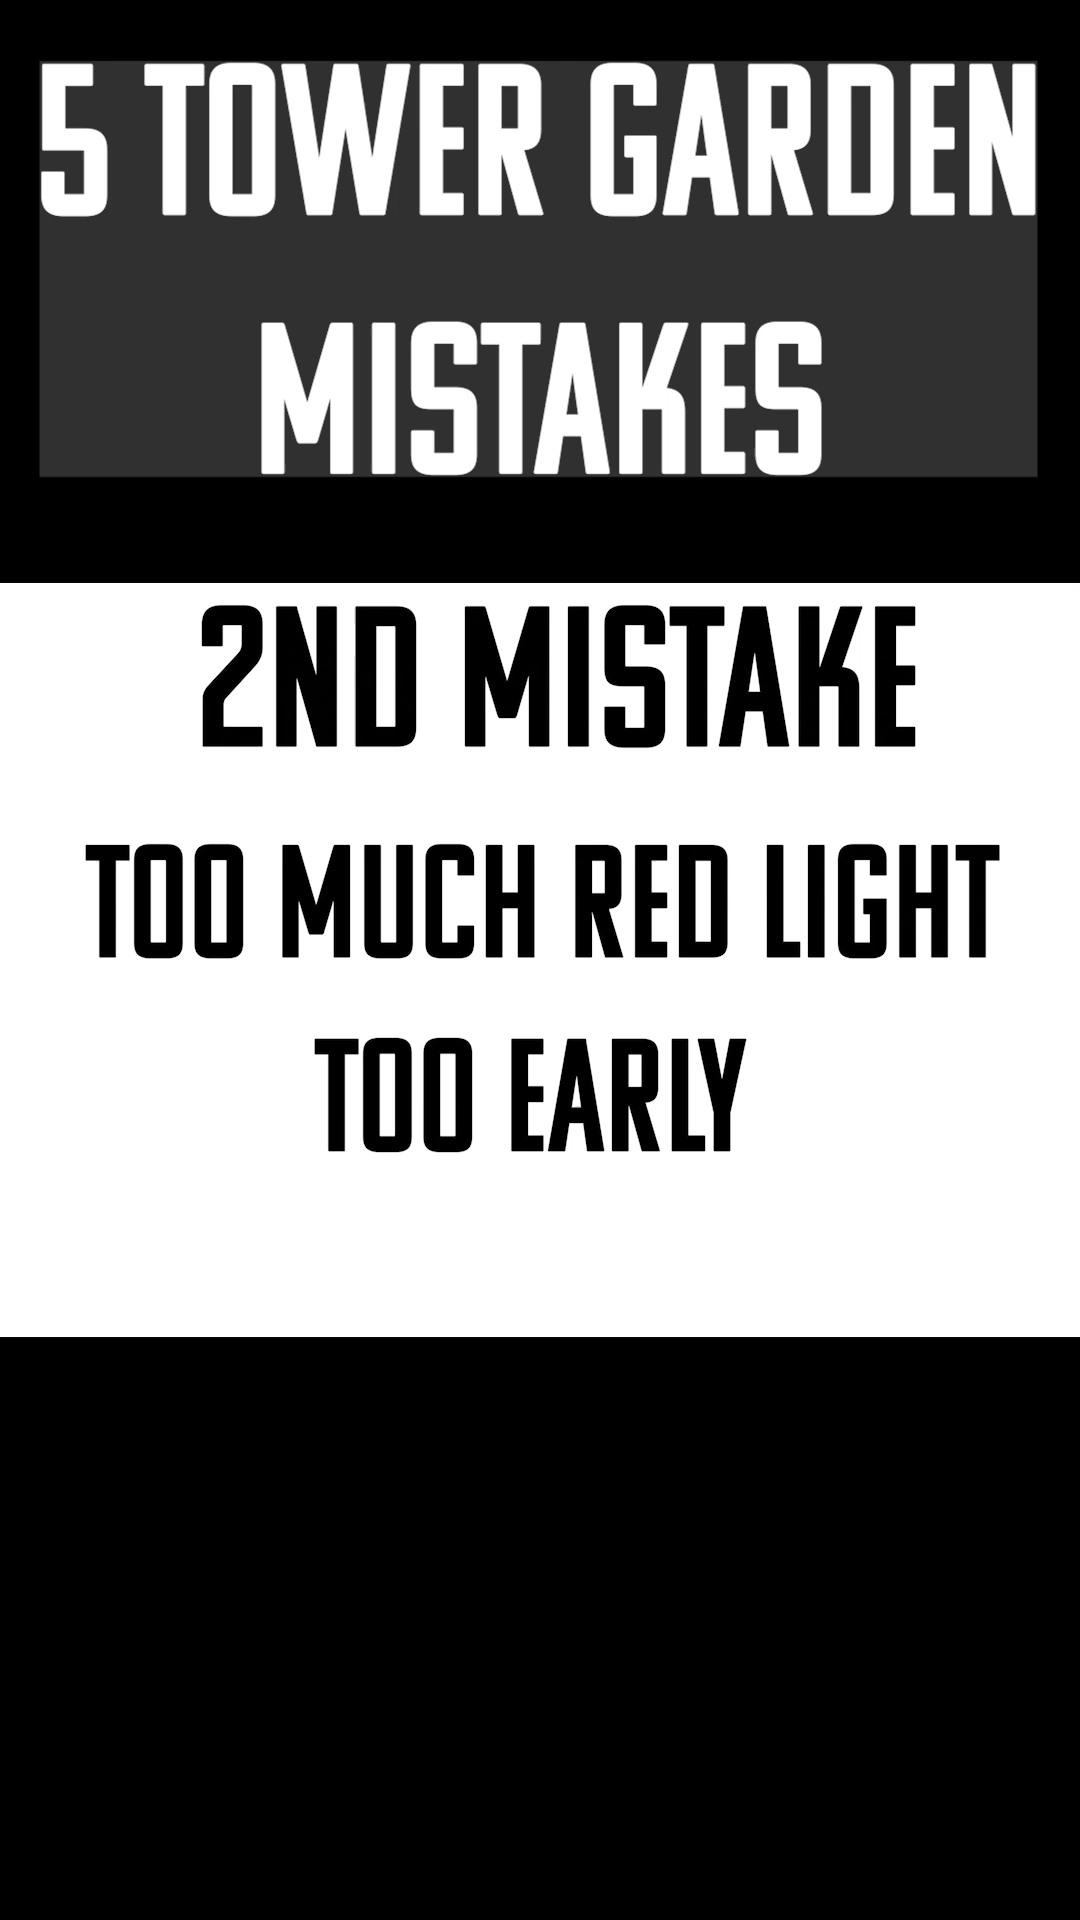 5 TOWER GARDEN
MISTAKES
2ND MISTAKE
TOO MUCH RED LIGHT
TOO EARLY